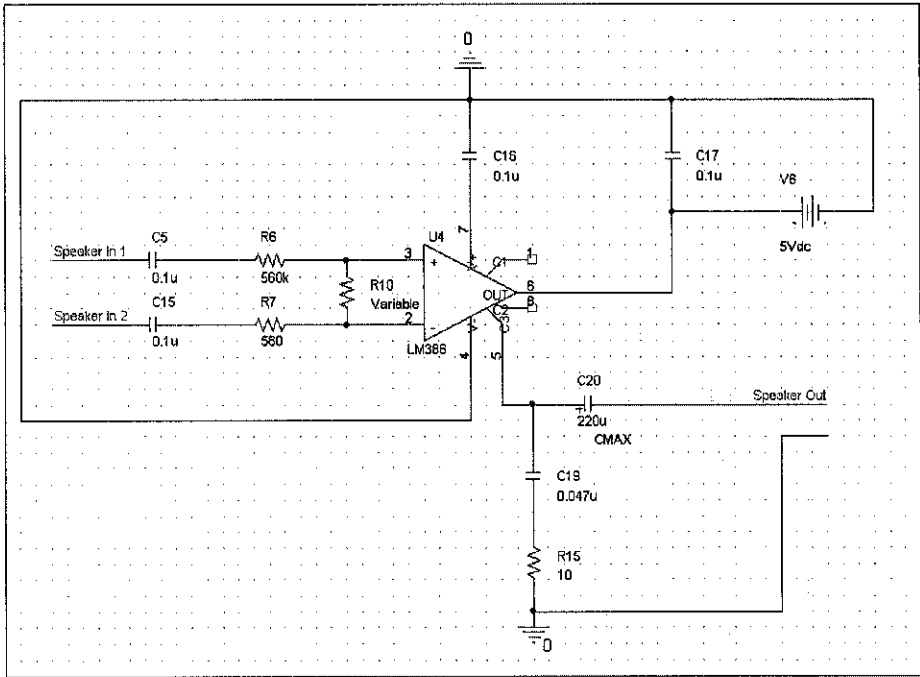 0
C16
0.1u
C17
0.1u
V6
5Vdc
7
U4
Speaker In 1
C5
0.1u
R6
560k
3
+
V+
C1
1
R10
Variable
OUT
6
Speaker In 2
C15
0.1u
R7
560
2
-
V-
C2
8
C3
LM386
4
5
C20
220u
CMAX
Speaker Out
C19
0.047u
R15
10
0